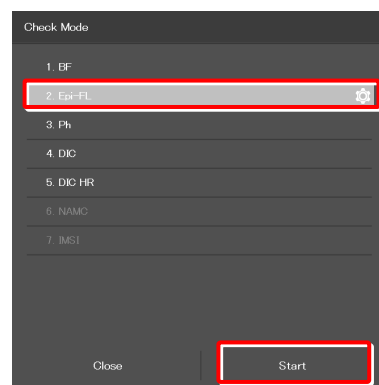 Check Mode
1. BF
2. Epi-FL
3. Ph
4. DIC
5. DIC HR
6. NAMC
7. IMSI
Close
Start